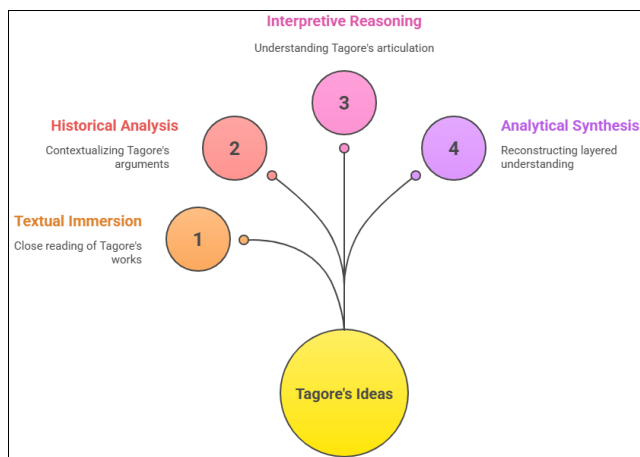 Interpretive Reasoning
Understanding Tagore's articulation
3
Historical Analysis
Contextualizing Tagore's
arguments
2
Analytical Synthesis
Reconstructing layered
understanding
4
Textual Immersion
Close reading of Tagore's
works
1
Tagore's Ideas